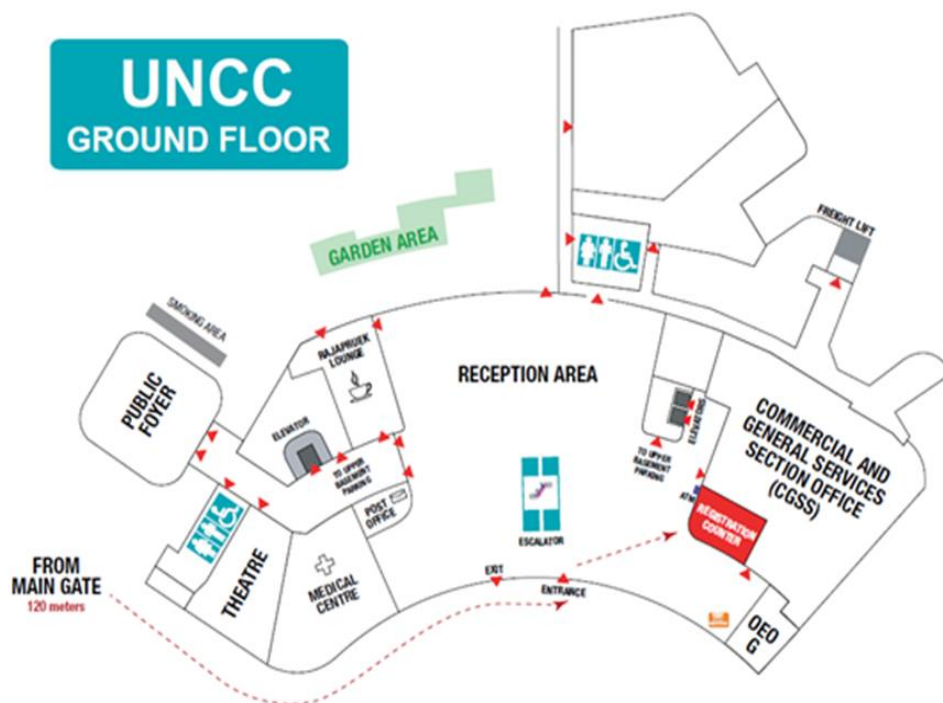 UNCC
GROUND FLOOR
GARDEN AREA
FREIGHT LIFT
SMOKING AREA
PUBLIC
FOYER
RAJAPRUEK
LOUNGE
RECEPTION AREA
ELEVATOR
TO UPPER
BASEMENT
PARKING
ELEVATORS
TO UPPER
BASEMENT
PARKING
COMMERCIAL AND
GENERAL SERVICES
SECTION OFFICE
(CGSS)
ATM
REGISTRATION
COUNTER
POST
OFFICE
ESCALATOR
MEDICAL
CENTRE
THEATRE
FROM
MAIN GATE
120 meters
EXIT
ENTRANCE
OEO
G